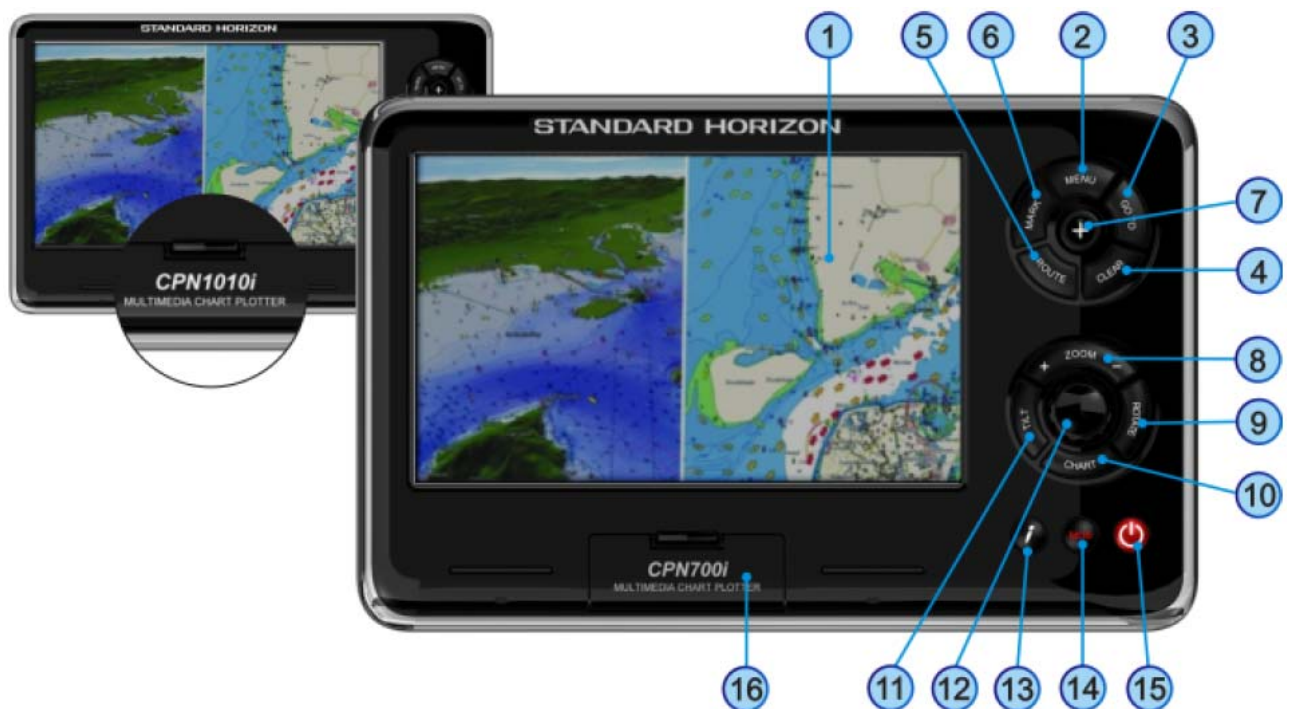 STANDARD HORIZON
CPN1010i
MULTIMEDIA CHART PLOTTER
1
5
6
2
3
STANDARD HORIZON
MENU
MARK
GO TO
+
7
ROUTE
CLEAR
4
+ ZOOM −
8
TILT
ROTATE
9
CHART
10
i
MOB
CPN700i
MULTIMEDIA CHART PLOTTER
16
11
12
13
14
15